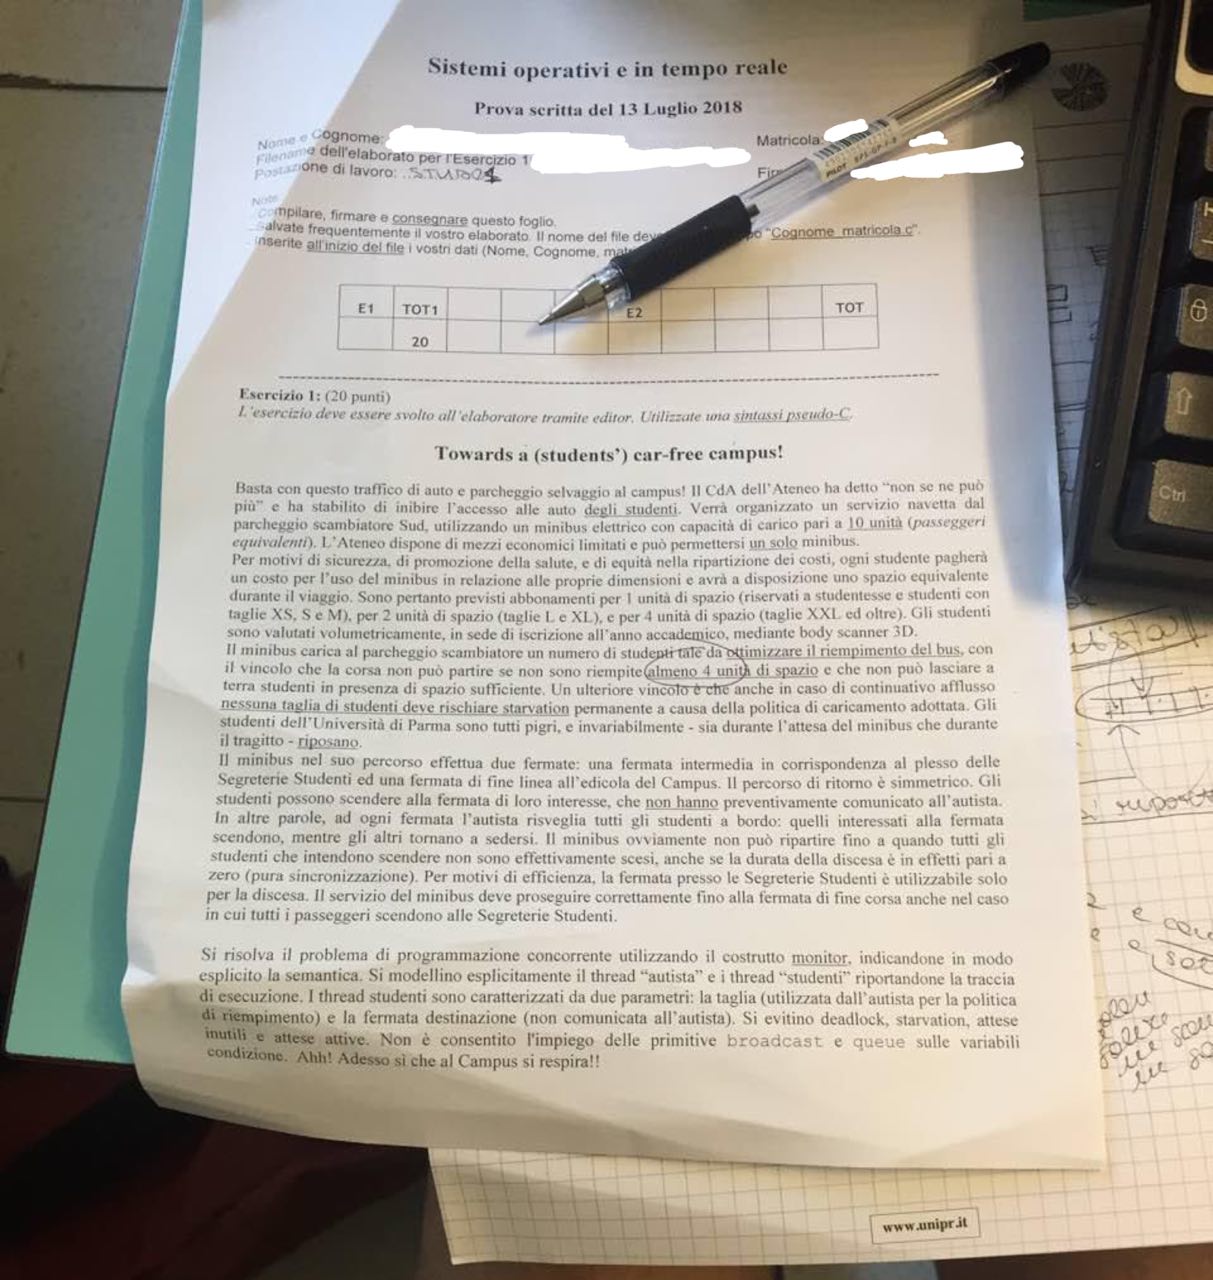 Sistemi operativi e in tempo reale
Prova scritta del 13 Luglio 2018
Nome e Cognome:
Matricola:
Filename dell'elaborato per l'Esercizio 1
Postazione di lavoro:
Note
Compilare, firmare e consegnare questo foglio.
Salvate frequentemente il vostro elaborato. Il nome del file "Cognome_matricola.c".
inserite all'inizio del file i vostri dati (Nome, Cognome,
E1 TOT1 E2 TOT
20
Esercizio 1: (20 punti)
L'esercizio deve essere svolto all'elaboratore tramite editor. Utilizzate una sintassi pseudo-C.
Towards a (students') car-free campus!
Basta con questo traffico di auto e parcheggio selvaggio al campus! Il CdA dell'Ateneo ha detto "non se ne può
più" e ha stabilito di inibire l'accesso alle auto degli studenti. Verrà organizzato un servizio navetta dal
parcheggio scambiatore Sud, utilizzando un minibus elettrico con capacità di carico pari a 10 unità (passeggeri
equivalenti). L'Ateneo dispone di mezzi economici limitati e può permettersi un solo minibus.
Per motivi di sicurezza, di promozione della salute, e di equità nella ripartizione dei costi, ogni studente pagherà
un costo per l'uso del minibus in relazione alle proprie dimensioni e avrà a disposizione uno spazio equivalente
durante il viaggio. Sono pertanto previsti abbonamenti per 1 unità di spazio (riservati a studentesse e studenti con
taglie XS, S e M), per 2 unità di spazio (taglie L e XL), e per 4 unità di spazio (taglie XXL ed oltre). Gli studenti
sono valutati volumetricamente, in sede di iscrizione all'anno accademico, mediante body scanner 3D.
Il minibus carica al parcheggio scambiatore un numero di studenti tale da ottimizzare il riempimento del bus, con
il vincolo che la corsa non può partire se non sono riempite almeno 4 unità di spazio e che non può lasciare a
terra studenti in presenza di spazio sufficiente. Un ulteriore vincolo è che anche in caso di continuativo afflusso
nessuna taglia di studenti deve rischiare starvation permanente a causa della politica di caricamento adottata. Gli
studenti dell'Università di Parma sono tutti pigri, e invariabilmente - sia durante l'attesa del minibus che durante
il tragitto - riposano.
Il minibus nel suo percorso effettua due fermate: una fermata intermedia in corrispondenza al plesso delle
Segreterie Studenti ed una fermata di fine linea all'edicola del Campus. Il percorso di ritorno è simmetrico. Gli
studenti possono scendere alla fermata di loro interesse, che non hanno preventivamente comunicato all'autista.
In altre parole, ad ogni fermata l'autista risveglia tutti gli studenti a bordo: quelli interessati alla fermata
scendono, mentre gli altri tornano a sedersi. Il minibus ovviamente non può ripartire fino a quando tutti gli
studenti che intendono scendere non sono effettivamente scesi, anche se la durata della discesa è in effetti pari a
zero (pura sincronizzazione). Per motivi di efficienza, la fermata presso le Segreterie Studenti è utilizzabile solo
per la discesa. Il servizio del minibus deve proseguire correttamente fino alla fermata di fine corsa anche nel caso
in cui tutti i passeggeri scendono alle Segreterie Studenti.
Si risolva il problema di programmazione concorrente utilizzando il costrutto monitor, indicandone in modo
esplicito la semantica. Si modellino esplicitamente il thread "autista" e i thread "studenti" riportandone la traccia
di esecuzione. I thread studenti sono caratterizzati da due parametri: la taglia (utilizzata dall'autista per la politica
di riempimento) e la fermata destinazione (non comunicata all'autista). Si evitino deadlock, starvation, attese
inutili e attese attive. Non è consentito l'impiego delle primitive broadcast e queue sulle variabili
condizione. Ahh! Adesso sì che al Campus si respira!!
www.unipr.it
PILOT
Ctrl